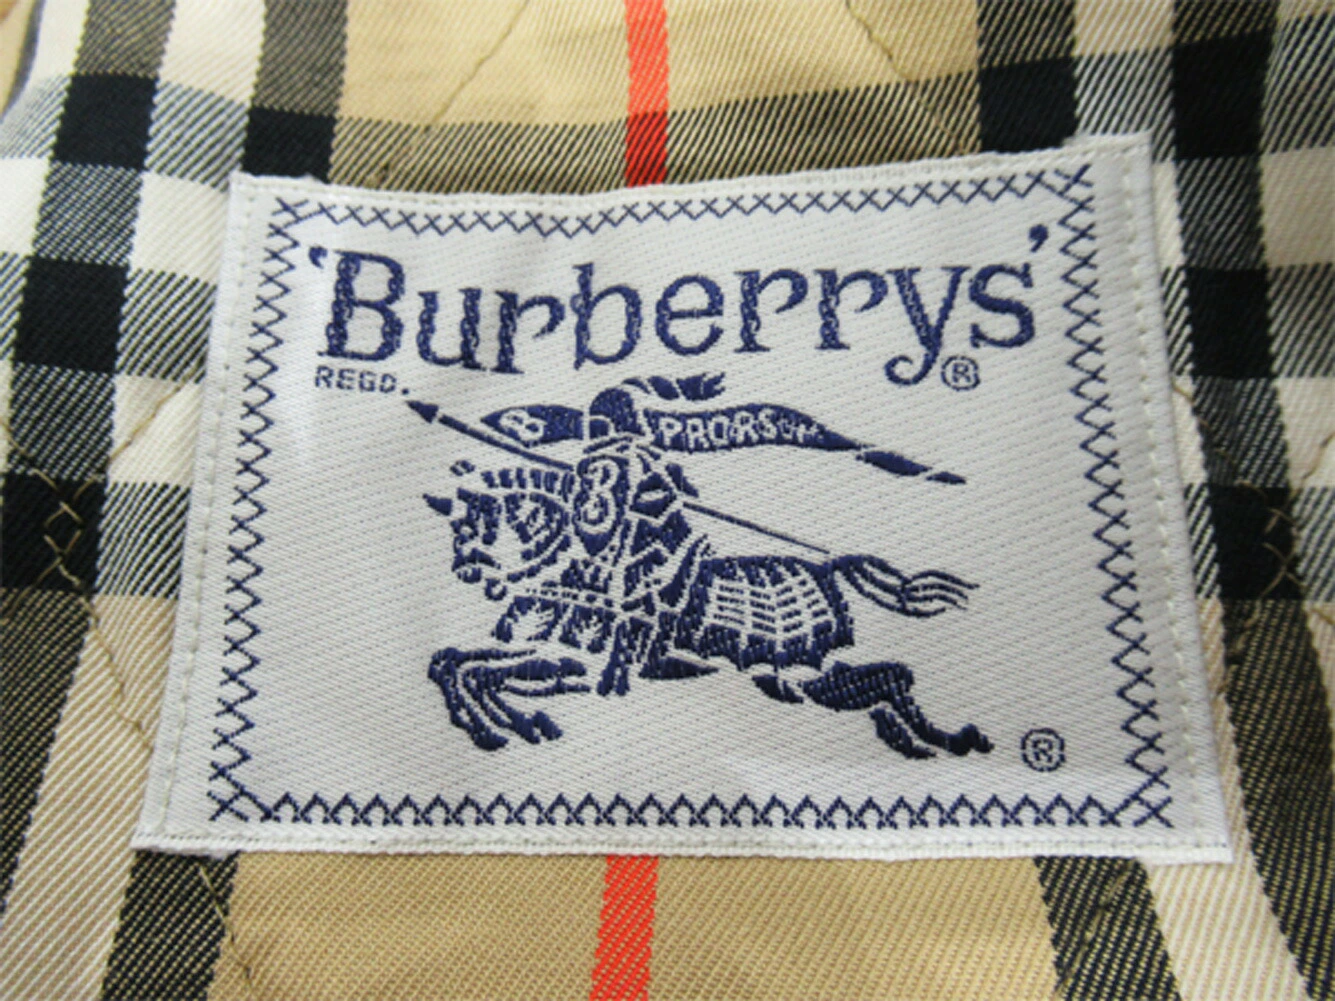 'Burberrys'
REGD. ®
B PRORSUM
B
®